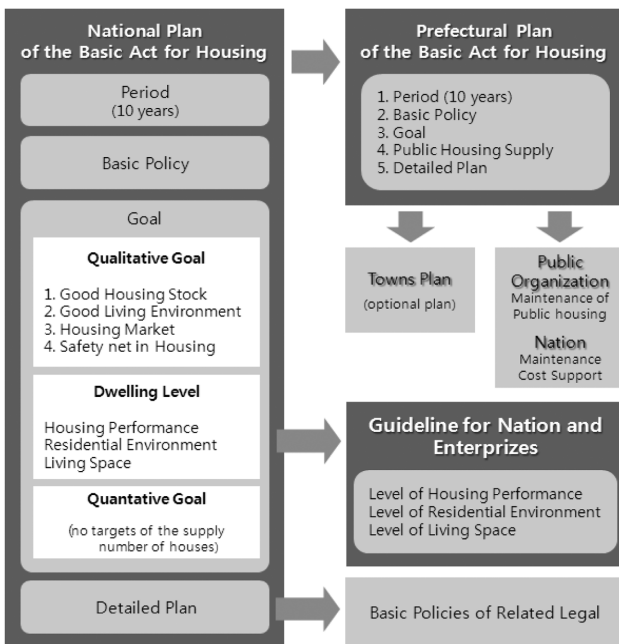 National Plan
of the Basic Act for Housing
Period
(10 years)
Basic Policy
Goal
Qualitative Goal
1. Good Housing Stock
2. Good Living Environment
3. Housing Market
4. Safety net in Housing
Dwelling Level
Housing Performance
Residential Environment
Living Space
Quantative Goal
(no targets of the supply
number of houses)
Detailed Plan
Prefectural Plan
of the Basic Act for Housing
1. Period (10 years)
2. Basic Policy
3. Goal
4. Public Housing Supply
5. Detailed Plan
Towns Plan
(optional plan)
Public
Organization
Maintenance of
Public housing
Nation
Maintenance
Cost Support
Guideline for Nation and
Enterprizes
Level of Housing Performance
Level of Residential Environment
Level of Living Space
Basic Policies of Related Legal